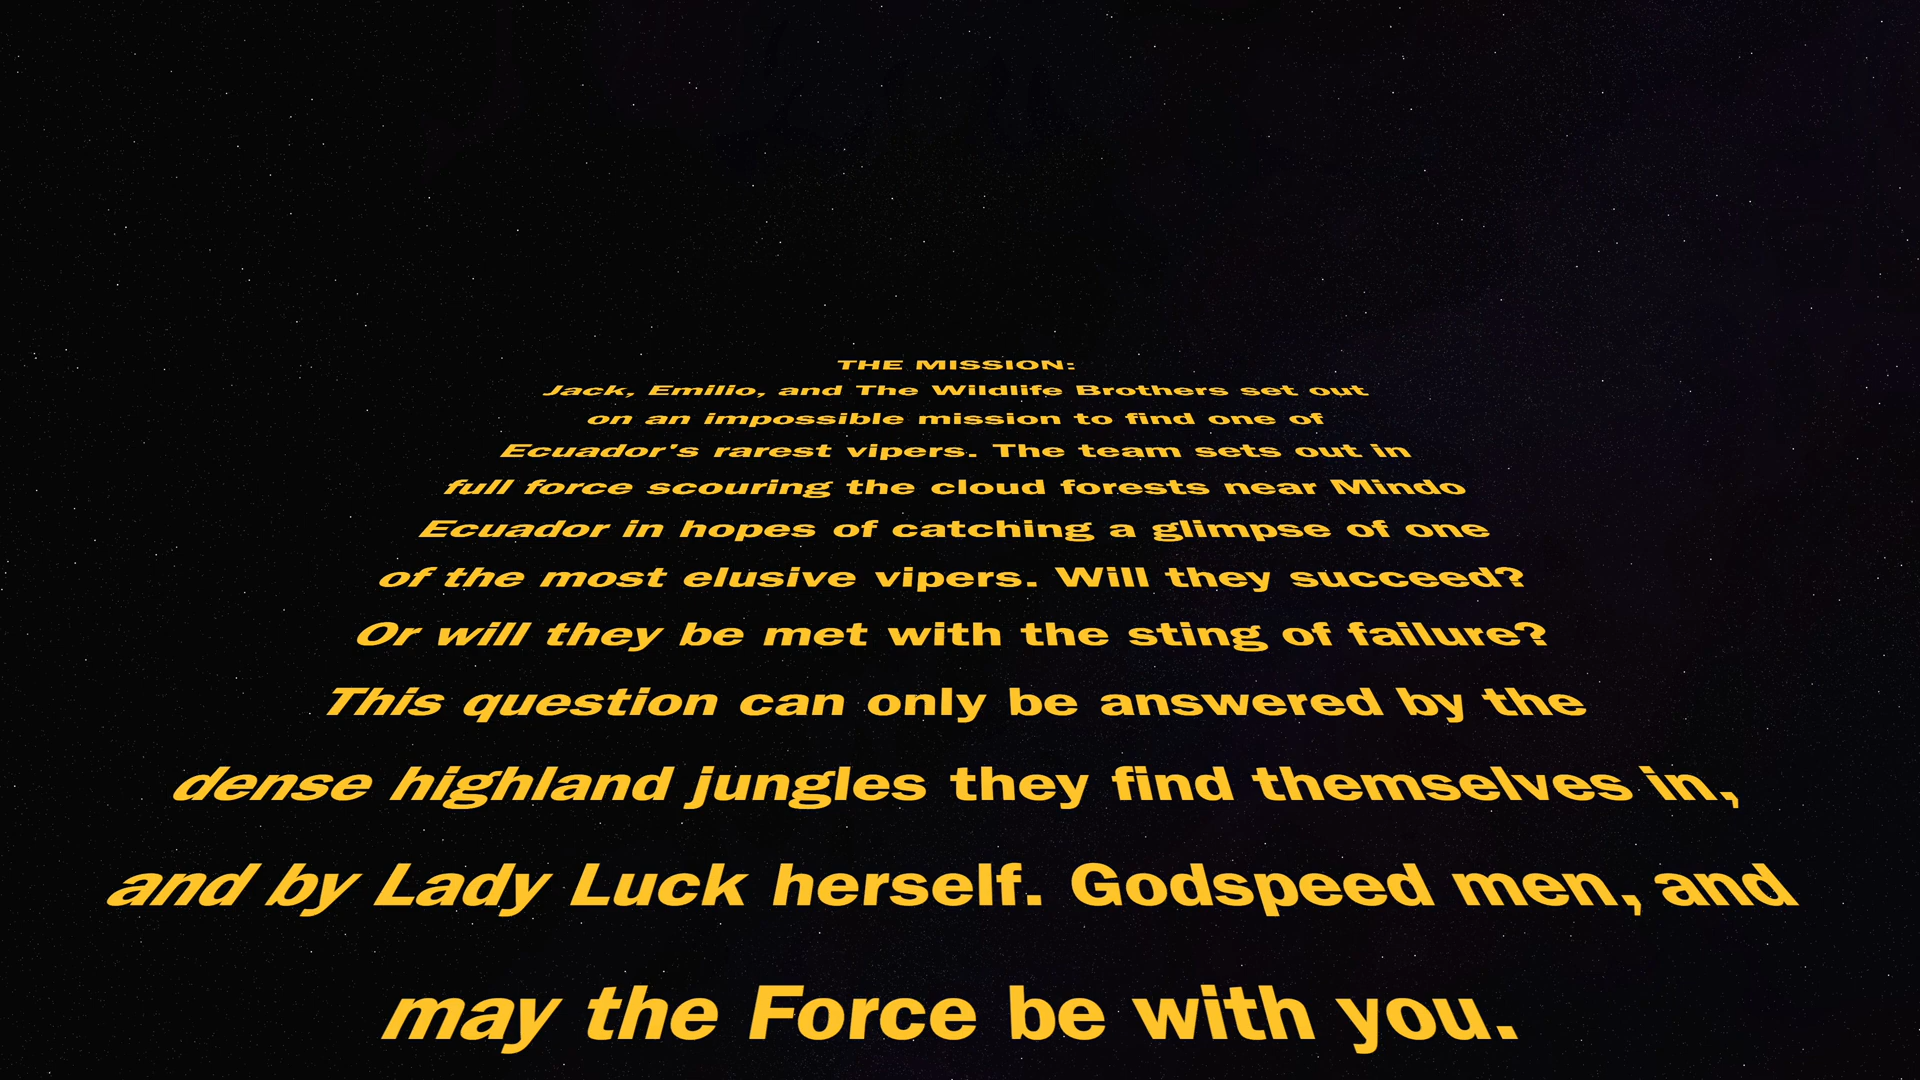 THE MISSION:
Jack, Emilio, and The Wildlife Brothers set out
on an impossible mission to find one of
Ecuador's rarest vipers. The team sets out in
full force scouring the cloud forests near Mindo
Ecuador in hopes of catching a glimpse of one
of the most elusive vipers. Will they succeed?
Or will they be met with the sting of failure?
This question can only be answered by the
dense highland jungles they find themselves in,
and by Lady Luck herself. Godspeed men, and
may the Force be with you.